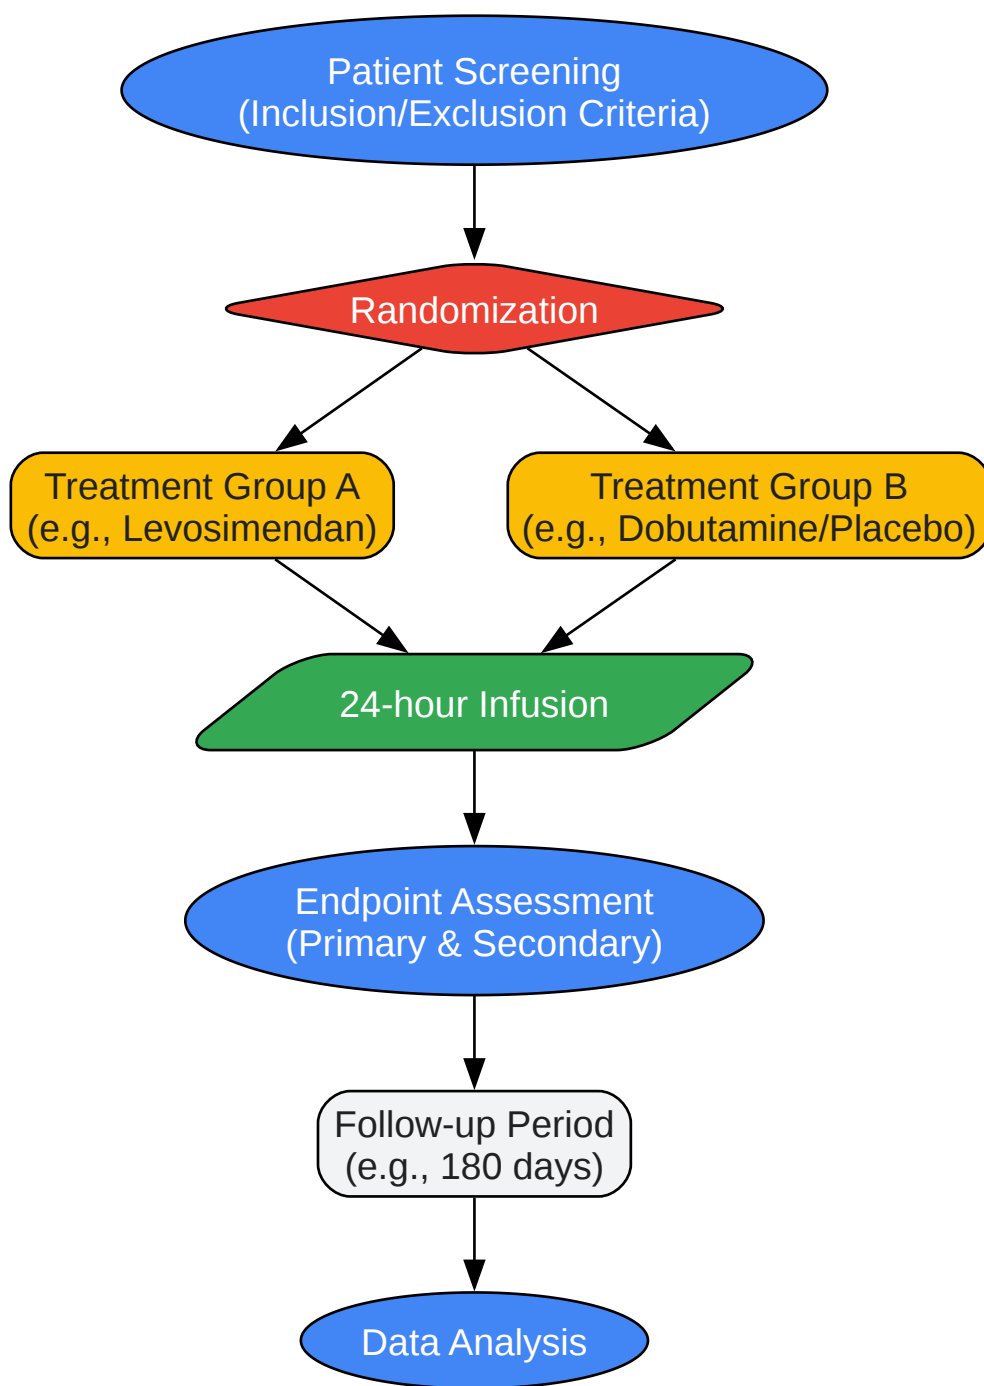 Patient Screening
(Inclusion/Exclusion Criteria)
Randomization
Treatment Group A
(e.g., Levosimendan)
Treatment Group B
(e.g., Dobutamine/Placebo)
24-hour Infusion
Endpoint Assessment
(Primary & Secondary)
Follow-up Period
(e.g., 180 days)
Data Analysis